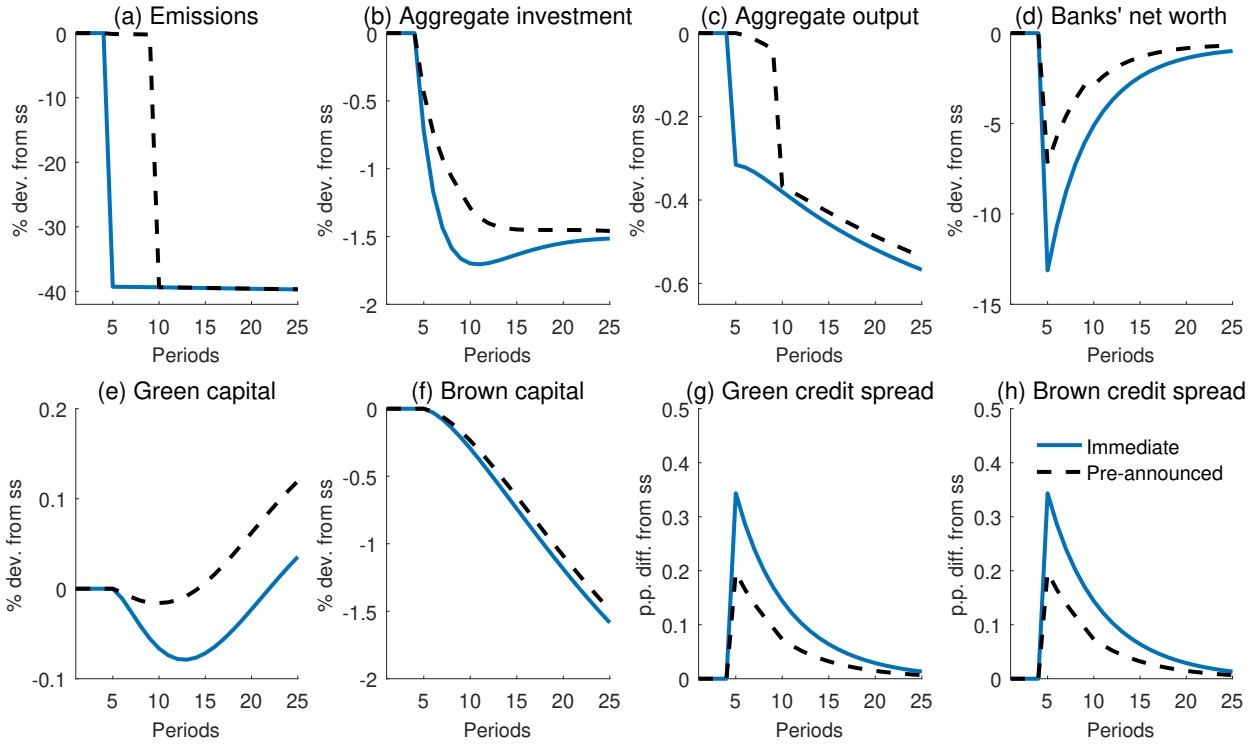 (a) Emissions
% dev. from ss
0
-10
-20
-30
-40
5 10 15 20 25
Periods
(b) Aggregate investment
% dev. from ss
0
-0.5
-1
-1.5
-2
5 10 15 20 25
Periods
(c) Aggregate output
% dev. from ss
0
-0.2
-0.4
-0.6
5 10 15 20 25
Periods
(d) Banks' net worth
% dev. from ss
0
-5
-10
-15
5 10 15 20 25
Periods
(e) Green capital
% dev. from ss
0.2
0.1
0
-0.1
5 10 15 20 25
Periods
(f) Brown capital
% dev. from ss
0
-0.5
-1
-1.5
-2
5 10 15 20 25
Periods
(g) Green credit spread
p.p. diff. from ss
0.5
0.4
0.3
0.2
0.1
0
5 10 15 20 25
Periods
(h) Brown credit spread
p.p. diff. from ss
0.5
0.4
0.3
0.2
0.1
0
Immediate
Pre-announced
5 10 15 20 25
Periods